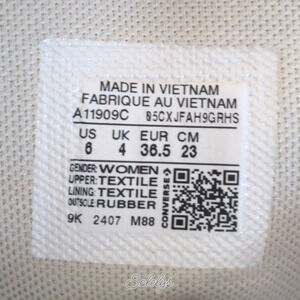 MADE IN VIETNAM
FABRIQUE AU VIETNAM
A11909C 05CXJFAH9GRHS
US UK EUR CM
6 4 36.5 23
GENDER: WOMEN
UPPER: TEXTILE
LINING: TEXTILE
OUTSOLE: RUBBER
CONVERSE
9K 2407 M88